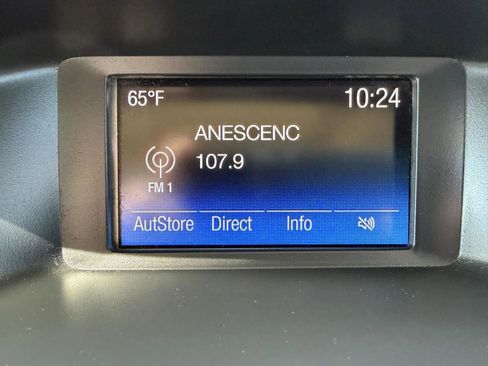 65°F 10:24
ANESCENC
107.9
FM 1
AutStore Direct Info